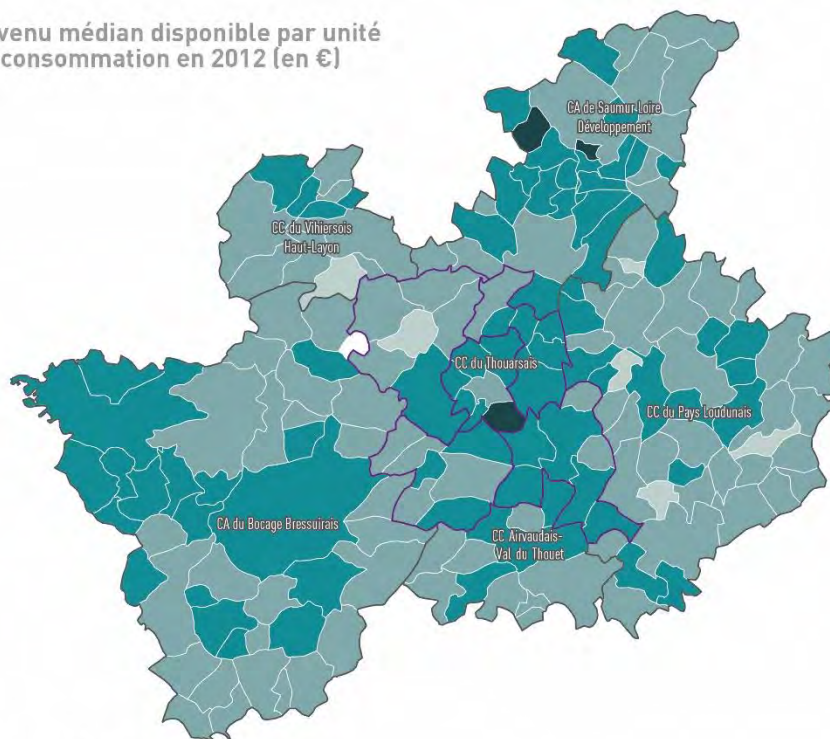 venu médian disponible par unité
consommation en 2012 (en €)
CA de Saumur Loire
Développement
CC du Vihiersois
Haut-Layon
CC du Thouarsais
CC du Pays Loudunais
CA du Bocage Bressuirais
CC Airvaudais-
Val du Thouet